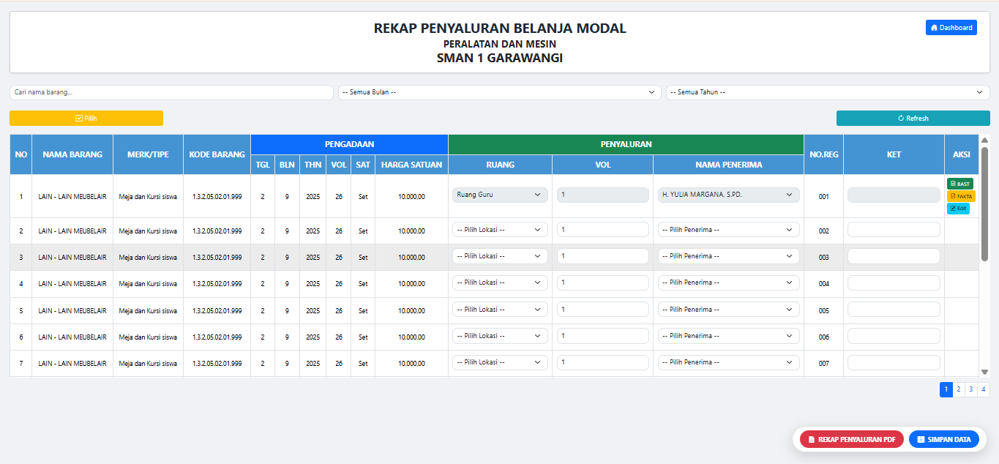 REKAP PENYALURAN BELANJA MODAL
PERALATAN DAN MESIN
SMAN 1 GARAWANGI
Dashboard
Cari nama barang... -- Semua Bulan -- -- Semua Tahun --
Pilih Refresh
NO NAMA BARANG MERK/TIPE KODE BARANG PENGADAAN PENYALURAN NO.REG KET AKSI
TGL BLN THN VOL SAT HARGA SATUAN RUANG VOL NAMA PENERIMA
1 LAIN - LAIN MEUBELAIR Meja dan Kursi siswa 1.3.2.05.02.01.999 2 9 2025 26 Set 10.000,00 Ruang Guru 1 H. YULIA MARGANA, S.PD. 001 BAST
FAKTA
Edit
2 LAIN - LAIN MEUBELAIR Meja dan Kursi siswa 1.3.2.05.02.01.999 2 9 2025 26 Set 10.000,00 -- Pilih Lokasi -- 1 -- Pilih Penerima -- 002
3 LAIN - LAIN MEUBELAIR Meja dan Kursi siswa 1.3.2.05.02.01.999 2 9 2025 26 Set 10.000,00 -- Pilih Lokasi -- 1 -- Pilih Penerima -- 003
4 LAIN - LAIN MEUBELAIR Meja dan Kursi siswa 1.3.2.05.02.01.999 2 9 2025 26 Set 10.000,00 -- Pilih Lokasi -- 1 -- Pilih Penerima -- 004
5 LAIN - LAIN MEUBELAIR Meja dan Kursi siswa 1.3.2.05.02.01.999 2 9 2025 26 Set 10.000,00 -- Pilih Lokasi -- 1 -- Pilih Penerima -- 005
6 LAIN - LAIN MEUBELAIR Meja dan Kursi siswa 1.3.2.05.02.01.999 2 9 2025 26 Set 10.000,00 -- Pilih Lokasi -- 1 -- Pilih Penerima -- 006
7 LAIN - LAIN MEUBELAIR Meja dan Kursi siswa 1.3.2.05.02.01.999 2 9 2025 26 Set 10.000,00 -- Pilih Lokasi -- 1 -- Pilih Penerima -- 007
1 2 3 4
REKAP PENYALURAN PDF SIMPAN DATA